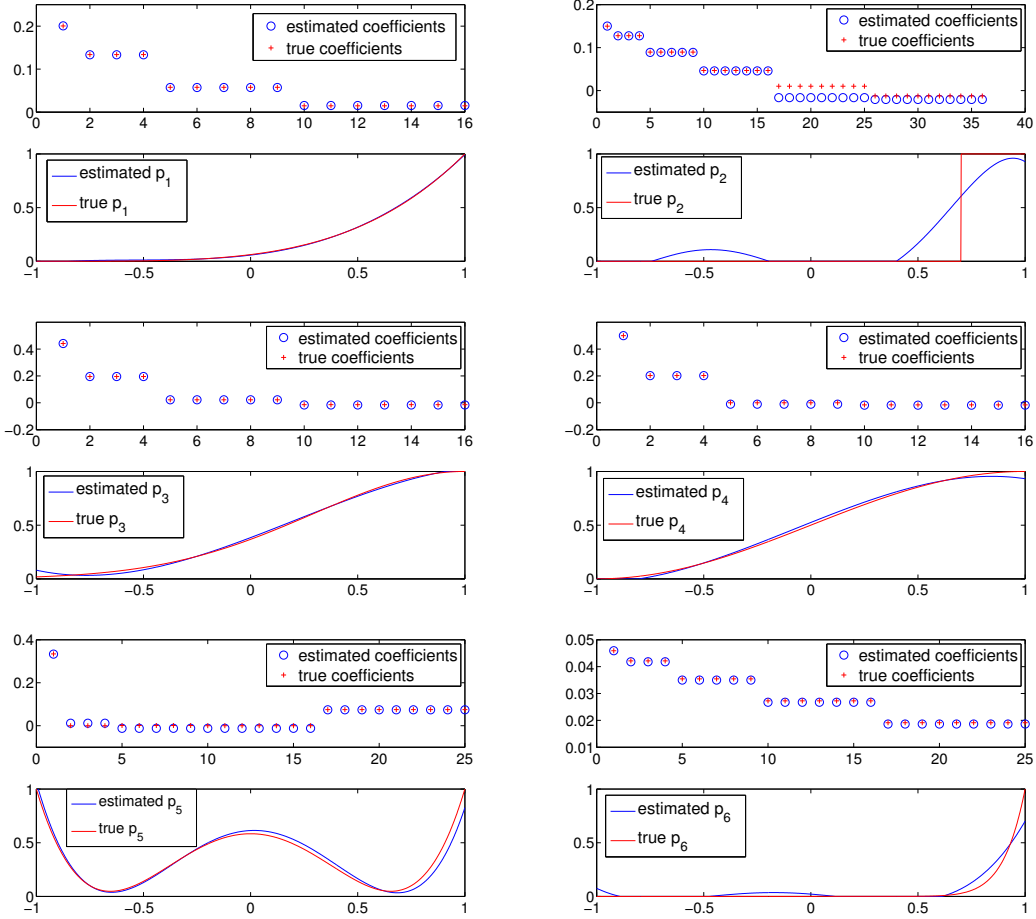 0.2
0.1
0
0 2 4 6 8 10 12 14 16
estimated coefficients
true coefficients
0.2
0.1
0
0 5 10 15 20 25 30 35 40
estimated coefficients
true coefficients
1
0.5
0
−1 −0.5 0 0.5 1
estimated p1
true p1
1
0.5
0
−1 −0.5 0 0.5 1
estimated p2
true p2
0.4
0.2
0
−0.2
0 2 4 6 8 10 12 14 16
estimated coefficients
true coefficients
0.4
0.2
0
−0.2
0 2 4 6 8 10 12 14 16
estimated coefficients
true coefficients
1
0.5
0
−1 −0.5 0 0.5 1
estimated p3
true p3
1
0.5
0
−1 −0.5 0 0.5 1
estimated p4
true p4
0.4
0.2
0
0 5 10 15 20 25
estimated coefficients
true coefficients
0.05
0.04
0.03
0.02
0.01
0 5 10 15 20 25
estimated coefficients
true coefficients
1
0.5
0
−1 −0.5 0 0.5 1
estimated p5
true p5
1
0.5
0
−1 −0.5 0 0.5 1
estimated p6
true p6